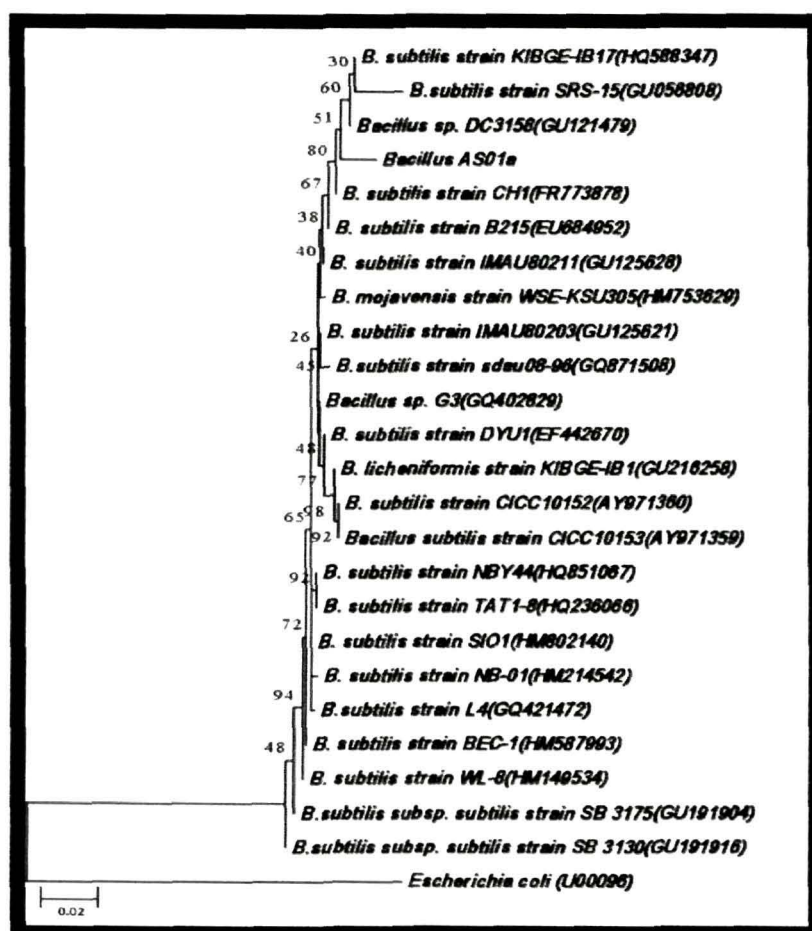 30
B. subtilis strain KIBGE-IB17(HQ588347)
60
B.subtilis strain SRS-15(GU056808)
51
Bacillus sp. DC3158(GU121479)
80
Bacillus AS01a
67
B. subtilis strain CH1(FR773878)
38
B. subtilis strain B215(EU684952)
40
B. subtilis strain IMAU80211(GU125628)
B. mojavensis strain WSE-KSU305(HM753629)
26
B. subtilis strain IMAU80203(GU125621)
45
B. subtilis strain sdau08-96(GQ871508)
Bacillus sp. G3(GQ402829)
48
B. subtilis strain DYU1(EF442670)
77
B. licheniformis strain KIBGE-IB1(GU216258)
65
98
B. subtilis strain CICC10152(AY971360)
92
Bacillus subtilis strain CICC10153(AY971359)
92
B. subtilis strain NBY44(HQ851067)
B. subtilis strain TAT1-8(HQ236066)
72
B. subtilis strain SIO1(HM802140)
B. subtilis strain NB-01(HM214542)
94
B.subtilis strain L4(GQ421472)
48
B. subtilis strain BEC-1(HM587993)
B. subtilis strain WL-8(HM149534)
B.subtilis subsp. subtilis strain SB 3175(GU191904)
B.subtilis subsp. subtilis strain SB 3130(GU191916)
Escherichia coli (U00096)
0.02